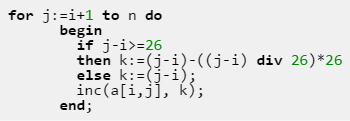 for j:=i+1 to n do
begin
if j-i>=26
then k:=(j-i)-((j-i) div 26)*26
else k:=(j-i);
inc(a[i,j], k);
end;